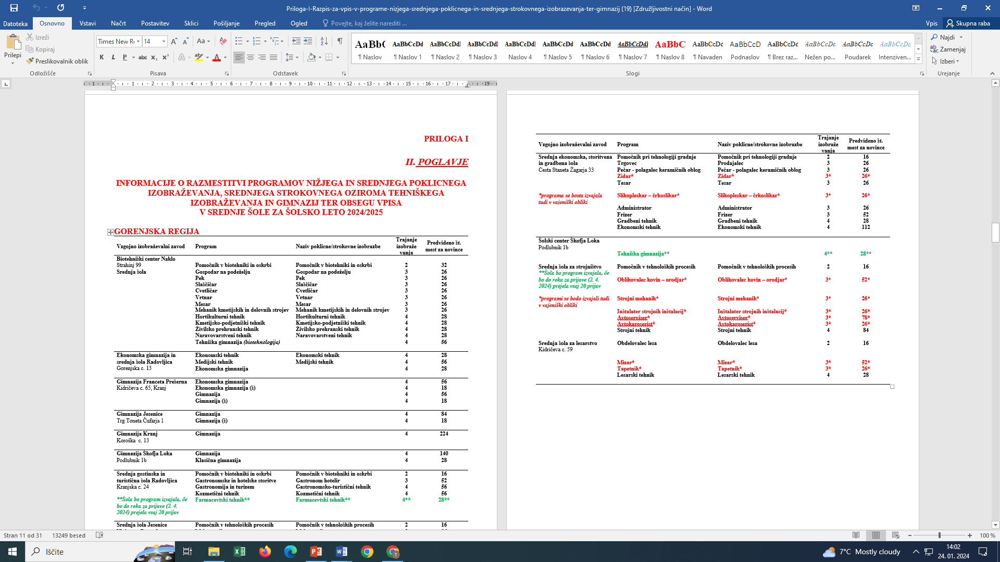 Priloga-I-Razpis-za-vpis-v-programe-nizjega-srednjega-poklicnega-in-srednjega-strokovnega-izobrazevanja-ter-gimnazij (19) [Združljivostni način] - Word
Datoteka Osnovno Vstavi Načrt Postavitev Sklici Pošiljanje Pregled Ogled Povejte, kaj želite narediti ... Vpis Skupna raba
Prilepi
Izreži
Kopiraj
Preslikovalnik oblik
Odložišče
Times New R 14
Pisava
Odstavek
¶ Naslov ¶ Naslov 1 ¶ Naslov 2 ¶ Naslov 3 Naslov 4 ¶ Naslov 5 ¶ Naslov 6 ¶ Naslov 7 ¶ Naslov 8 ¶ Navaden Podnaslov ¶ Brez raz... Nežen po... Poudarek Intenziven...
Slogi
Najdi
Zamenjaj
Izberi
Urejanje
PRILOGA I
II. POGLAVJE
INFORMACIJE O RAZMESTITVI PROGRAMOV NIŽJEGA IN SREDNJEGA POKLICNEGA
IZOBRAŽEVANJA, SREDNJEGA STROKOVNEGA OZIROMA TEHNIŠKEGA
IZOBRAŽEVANJA IN GIMNAZIJ TER OBSEGU VPISA
V SREDNJE ŠOLE ZA ŠOLSKO LETO 2024/2025
GORENJSKA REGIJA
Vzgojno izobraževalni zavod Program Naziv poklicne/strokovne izobrazbe Trajanje izobraže vanja Predvideno št. mest za novince
Biotehniški center Naklo
Strahinj 99 Pomočnik v biotehniki in oskrbi Pomočnik v biotehniki in oskrbi 2 32
Srednja šola Gospodar na podeželju Gospodar na podeželju 3 26
Pek Pek 3 26
Slaščičar Slaščičar 3 26
Cvetličar Cvetličar 3 26
Vrtnar Vrtnar 3 26
Mesar Mesar 3 26
Mehanik kmetijskih in delovnih strojev Mehanik kmetijskih in delovnih strojev 3 26
Hortikulturni tehnik Hortikulturni tehnik 4 28
Kmetijsko-podjetniški tehnik Kmetijsko-podjetniški tehnik 4 28
Živilsko prehranski tehnik Živilsko prehranski tehnik 4 28
Naravovarstveni tehnik Naravovarstveni tehnik 4 28
Tehniška gimnazija (biotehnologija) 4 56
Ekonomska gimnazija in Ekonomski tehnik Ekonomski tehnik 4 28
srednja šola Radovljica Medijski tehnik Medijski tehnik 4 56
Gorenjska c. 13 Ekonomska gimnazija 4 28
Gimnazija Franceta Prešerna Ekonomska gimnazija 4 56
Kidričeva c. 65, Kranj Ekonomska gimnazija (š) 4 18
Gimnazija 4 56
Gimnazija (š) 4 18
Gimnazija Jesenice Gimnazija 4 84
Trg Toneta Čufarja 1 Gimnazija (š) 4 18
Gimnazija Kranj Gimnazija 4 224
Koroška c. 13
Gimnazija Škofja Loka Gimnazija 4 140
Podlubnik 1b Klasična gimnazija 4 28
Srednja gostinska in Pomočnik v biotehniki in oskrbi Pomočnik v biotehniki in oskrbi 2 16
turistična šola Radovljica Gastronomske in hotelske storitve Gastronom hotelir 3 52
Kranjska c. 24 Gastronomija in turizem Gastronomsko-turistični tehnik 4 56
Kozmetični tehnik Kozmetični tehnik 4 56
**Šola bo program izvajala, če Farmacevtski tehnik** Farmacevtski tehnik** 4** 28**
bo do roka za prijave (2. 4.
2024) prejela vsaj 20 prijav
Srednja šola Jesenice Pomočnik v tehnoloških procesih Pomočnik v tehnoloških procesih 2 16
Vzgojno izobraževalni zavod Program Naziv poklicne/strokovne izobrazbe Trajanje izobraže vanja Predvideno št. mest za novince
Srednja ekonomska, storitvena Pomočnik pri tehnologiji gradnje Pomočnik pri tehnologiji gradnje 2 16
in gradbena šola Trgovec Prodajalec 3 26
Cesta Staneta Žagarja 33 Pečar - polagalec keramičnih oblog Pečar - polagalec keramičnih oblog 3 26
Zidar* Zidar* 3* 26*
Tesar Tesar 3 26
*programa se bosta izvajala Slikopleskar – črkoslikar* Slikopleskar – črkoslikar* 3* 26*
tudi v vajeniški obliki
Administrator Administrator 3 26
Frizer Frizer 3 52
Gradbeni tehnik Gradbeni tehnik 4 28
Ekonomski tehnik Ekonomski tehnik 4 112
Šolski center Škofja Loka
Podlubnik 1b
Tehniška gimnazija** 4** 28**
Srednja šola za strojništvo Pomočnik v tehnoloških procesih Pomočnik v tehnoloških procesih 2 16
**Šola bo program izvajala, če
bo do roka za prijave (2. 4. Oblikovalec kovin – orodjar* Oblikovalec kovin – orodjar* 3* 52*
2024) prejela vsaj 20 prijav
*programi se bodo izvajali tudi Strojni mehanik* Strojni mehanik* 3* 26*
v vajeniški obliki
Inštalater strojnih inštalacij* Inštalater strojnih inštalacij* 3* 26*
Avtoserviser* Avtoserviser* 3* 78*
Avtokaroserist* Avtokaroserist* 3* 26*
Strojni tehnik Strojni tehnik 4 84
Srednja šola za lesarstvo Obdelovalec lesa Obdelovalec lesa 2 16
Kidričeva c. 59
Mizar* Mizar* 3* 52*
Tapetnik* Tapetnik* 3* 26*
Lesarski tehnik Lesarski tehnik 4 28
Stran 11 od 31 13249 besed 100 %
Iščite
7°C Mostly cloudy
14:02
24. 01. 2024